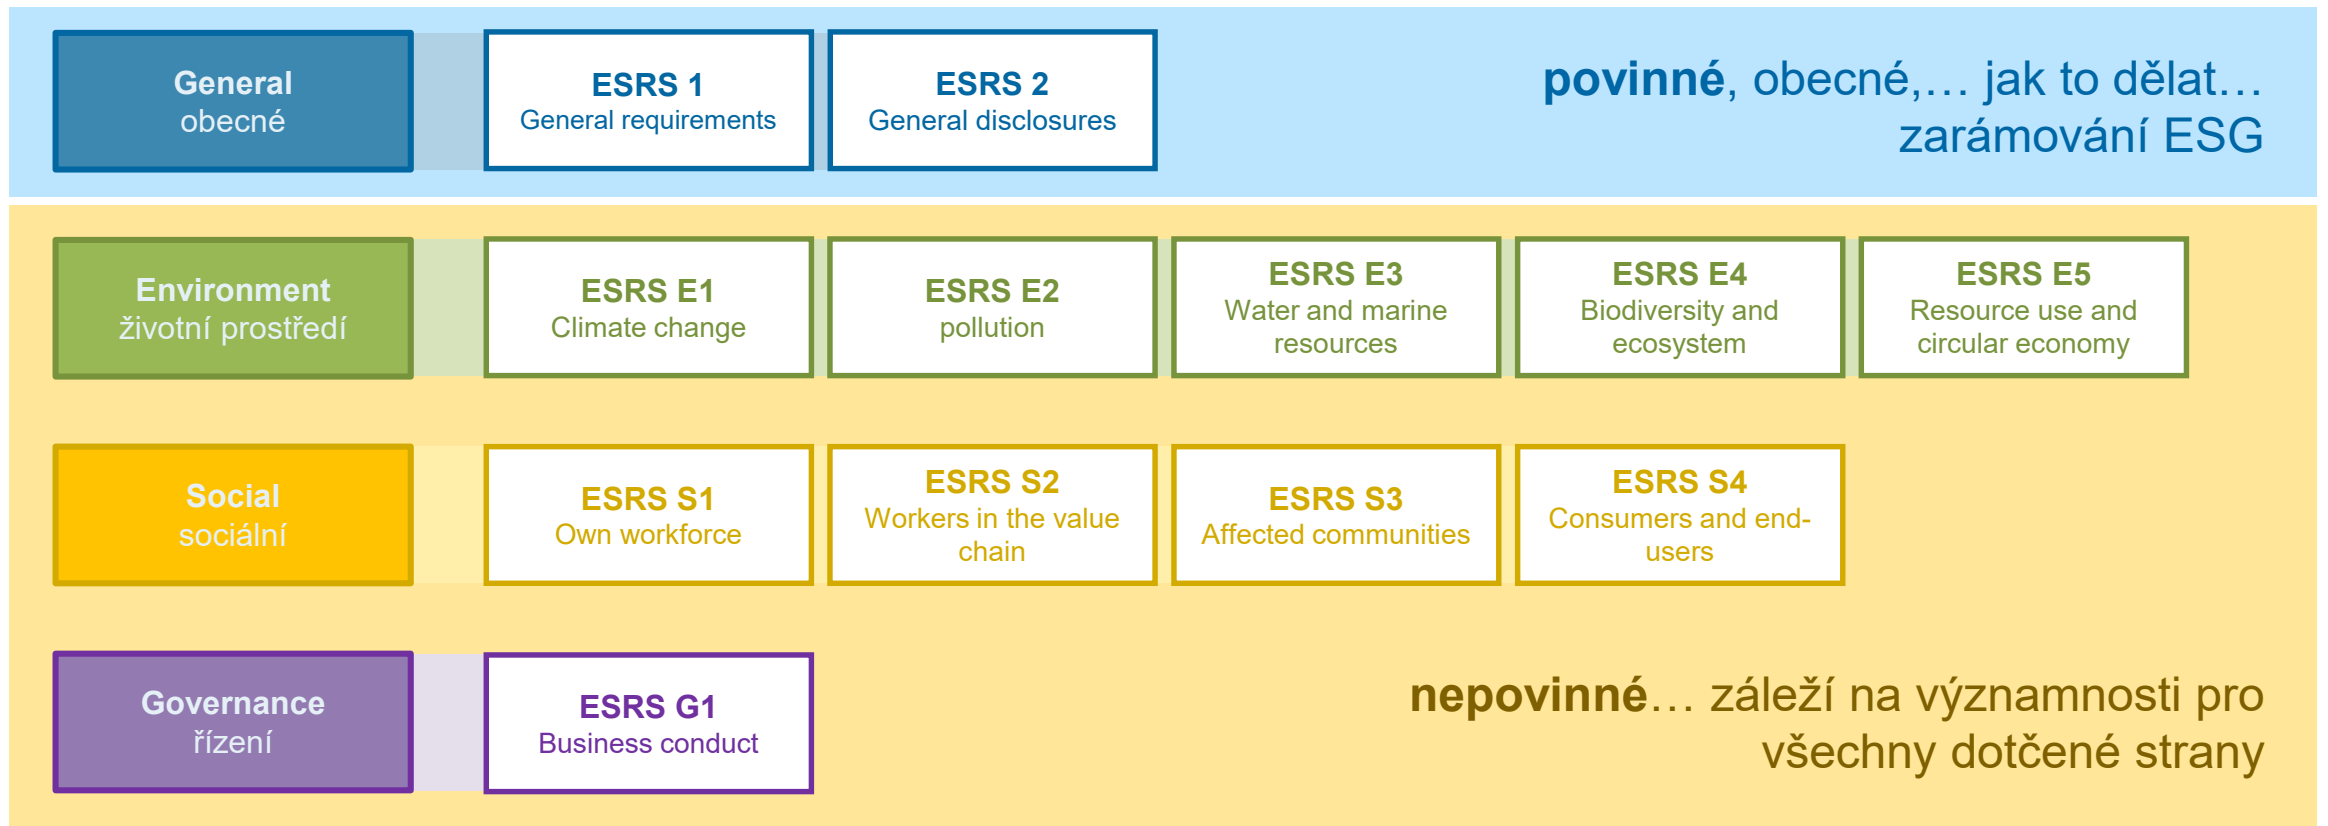 General
obecné
ESRS 1
General requirements
ESRS 2
General disclosures
povinné, obecné,… jak to dělat…
zarámování ESG
Environment
životní prostředí
ESRS E1
Climate change
ESRS E2
pollution
ESRS E3
Water and marine
resources
ESRS E4
Biodiversity and
ecosystem
ESRS E5
Resource use and
circular economy
Social
sociální
ESRS S1
Own workforce
ESRS S2
Workers in the value
chain
ESRS S3
Affected communities
ESRS S4
Consumers and end-
users
Governance
řízení
ESRS G1
Business conduct
nepovinné… záleží na významnosti pro
všechny dotčené strany